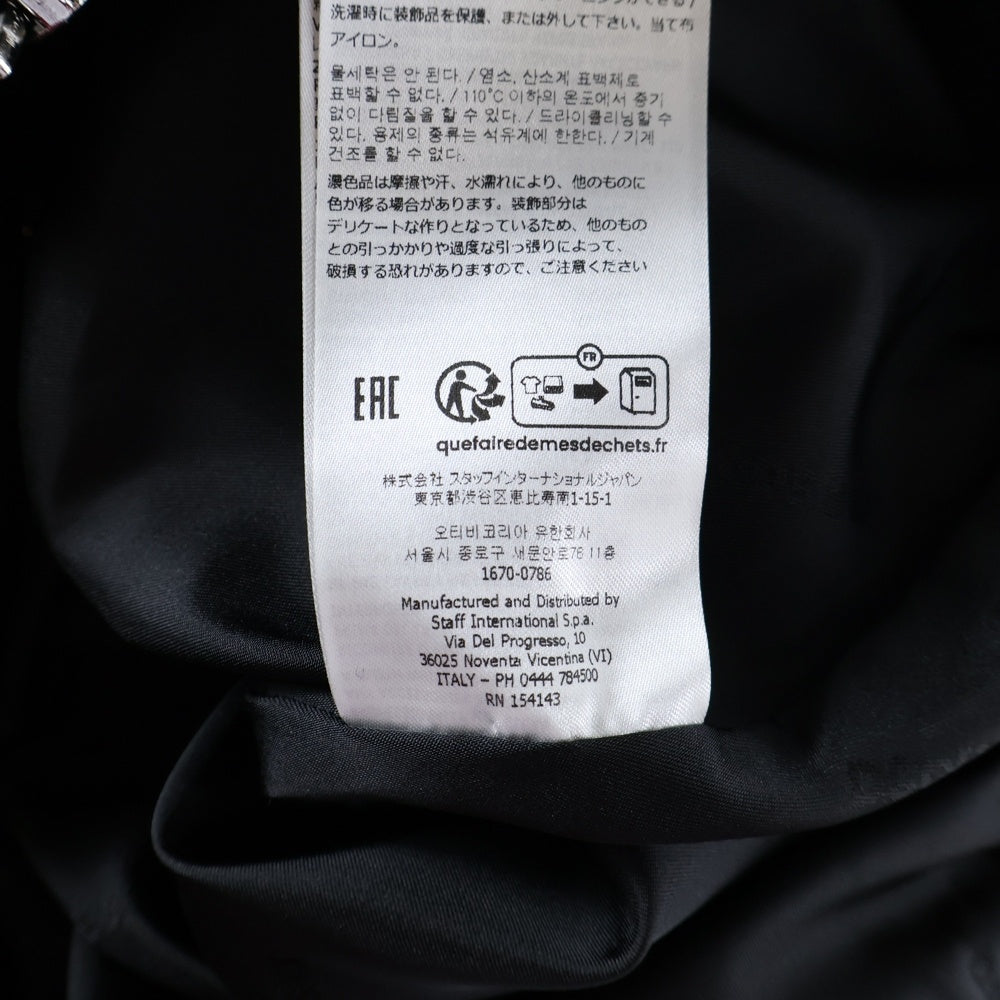 洗濯時に装飾品を保護、または外して下さい。当て布
アイロン。
물세탁은 안 된다. / 염소, 산소계 표백제로
표백할 수 없다. / 110°C 이하의 온도에서 증기
없이 다림질을 할 수 있다. / 드라이클리닝할 수
있다. 용제의 종류는 석유계에 한한다. / 기계
건조를 할 수 없다.
濃色品は摩擦や汗、水濡れにより、他のものに
色が移る場合があります。装飾部分は
デリケートな作りとなっているため、他のもの
との引っかかりや過度な引っ張りによって、
破損する恐れがありますので、ご注意ください
EAC
FR
quefairedemesdechets.fr
株式会社 スタッフインターナショナルジャパン
東京都渋谷区恵比寿南1-15-1
오티비코리아 유한회사
서울시 종로구 새문안로76 11층
1670-0786
Manufactured and Distributed by
Staff International S.p.a.
Via Del Progresso, 10
36025 Noventa Vicentina (VI)
ITALY – PH 0444 784500
RN 154143